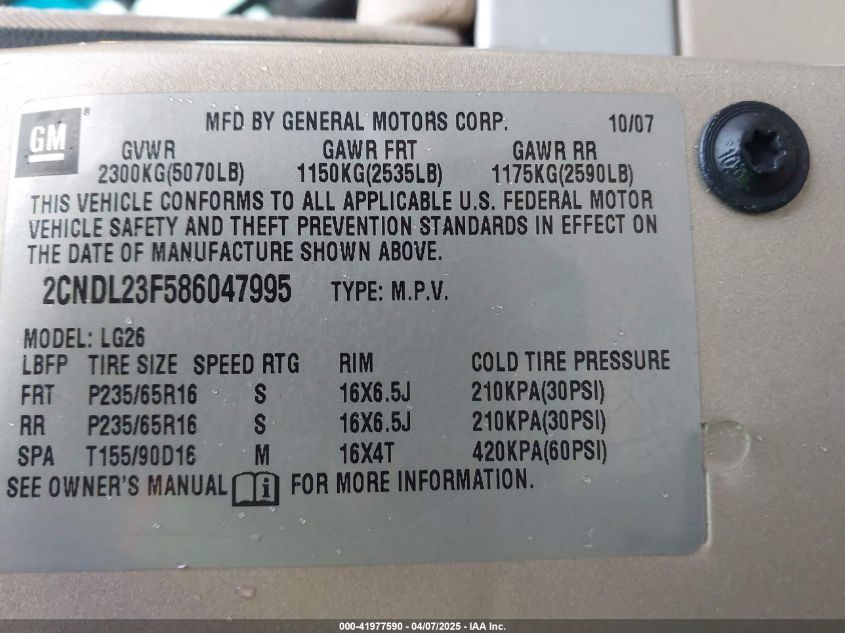 GM ® MFD BY GENERAL MOTORS CORP. 10/07
GVWR GAWR FRT GAWR RR
2300KG(5070LB) 1150KG(2535LB) 1175KG(2590LB)
THIS VEHICLE CONFORMS TO ALL APPLICABLE U.S. FEDERAL MOTOR
VEHICLE SAFETY AND THEFT PREVENTION STANDARDS IN EFFECT ON
THE DATE OF MANUFACTURE SHOWN ABOVE.
2CNDL23F586047995 TYPE: M.P.V.
MODEL: LG26
LBFP TIRE SIZE SPEED RTG RIM COLD TIRE PRESSURE
FRT P235/65R16 S 16X6.5J 210KPA(30PSI)
RR P235/65R16 S 16X6.5J 210KPA(30PSI)
SPA T155/90D16 M 16X4T 420KPA(60PSI)
SEE OWNER'S MANUAL i FOR MORE INFORMATION.
000-41977590 - 04/07/2025 - IAA Inc.